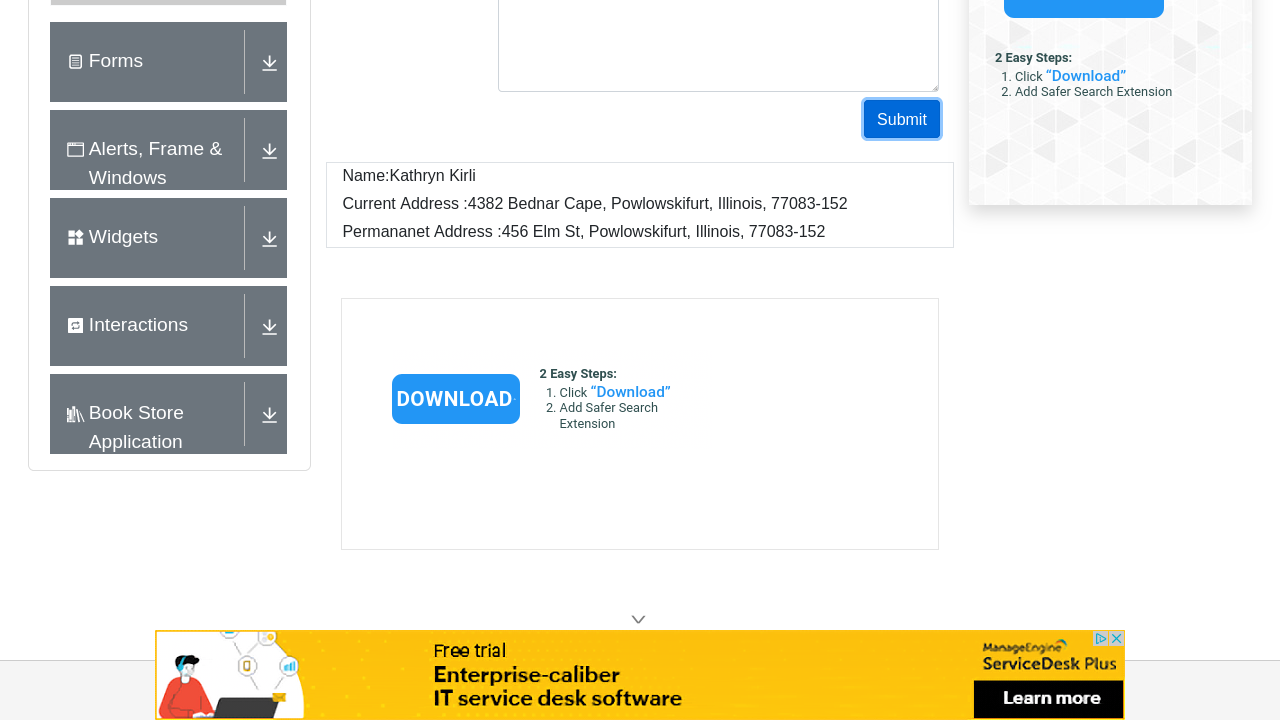 Forms
Alerts, Frame &
Windows
Widgets
Interactions
Book Store
Application
Submit
Name:Kathryn Kirli
Current Address :4382 Bednar Cape, Powlowskifurt, Illinois, 77083-152
Permananet Address :456 Elm St, Powlowskifurt, Illinois, 77083-152
DOWNLOAD
2 Easy Steps:
1. Click “Download”
2. Add Safer Search
Extension
2 Easy Steps:
1. Click “Download”
2. Add Safer Search Extension
Free trial
Enterprise-caliber
IT service desk software
ManageEngine
ServiceDesk Plus
Learn more